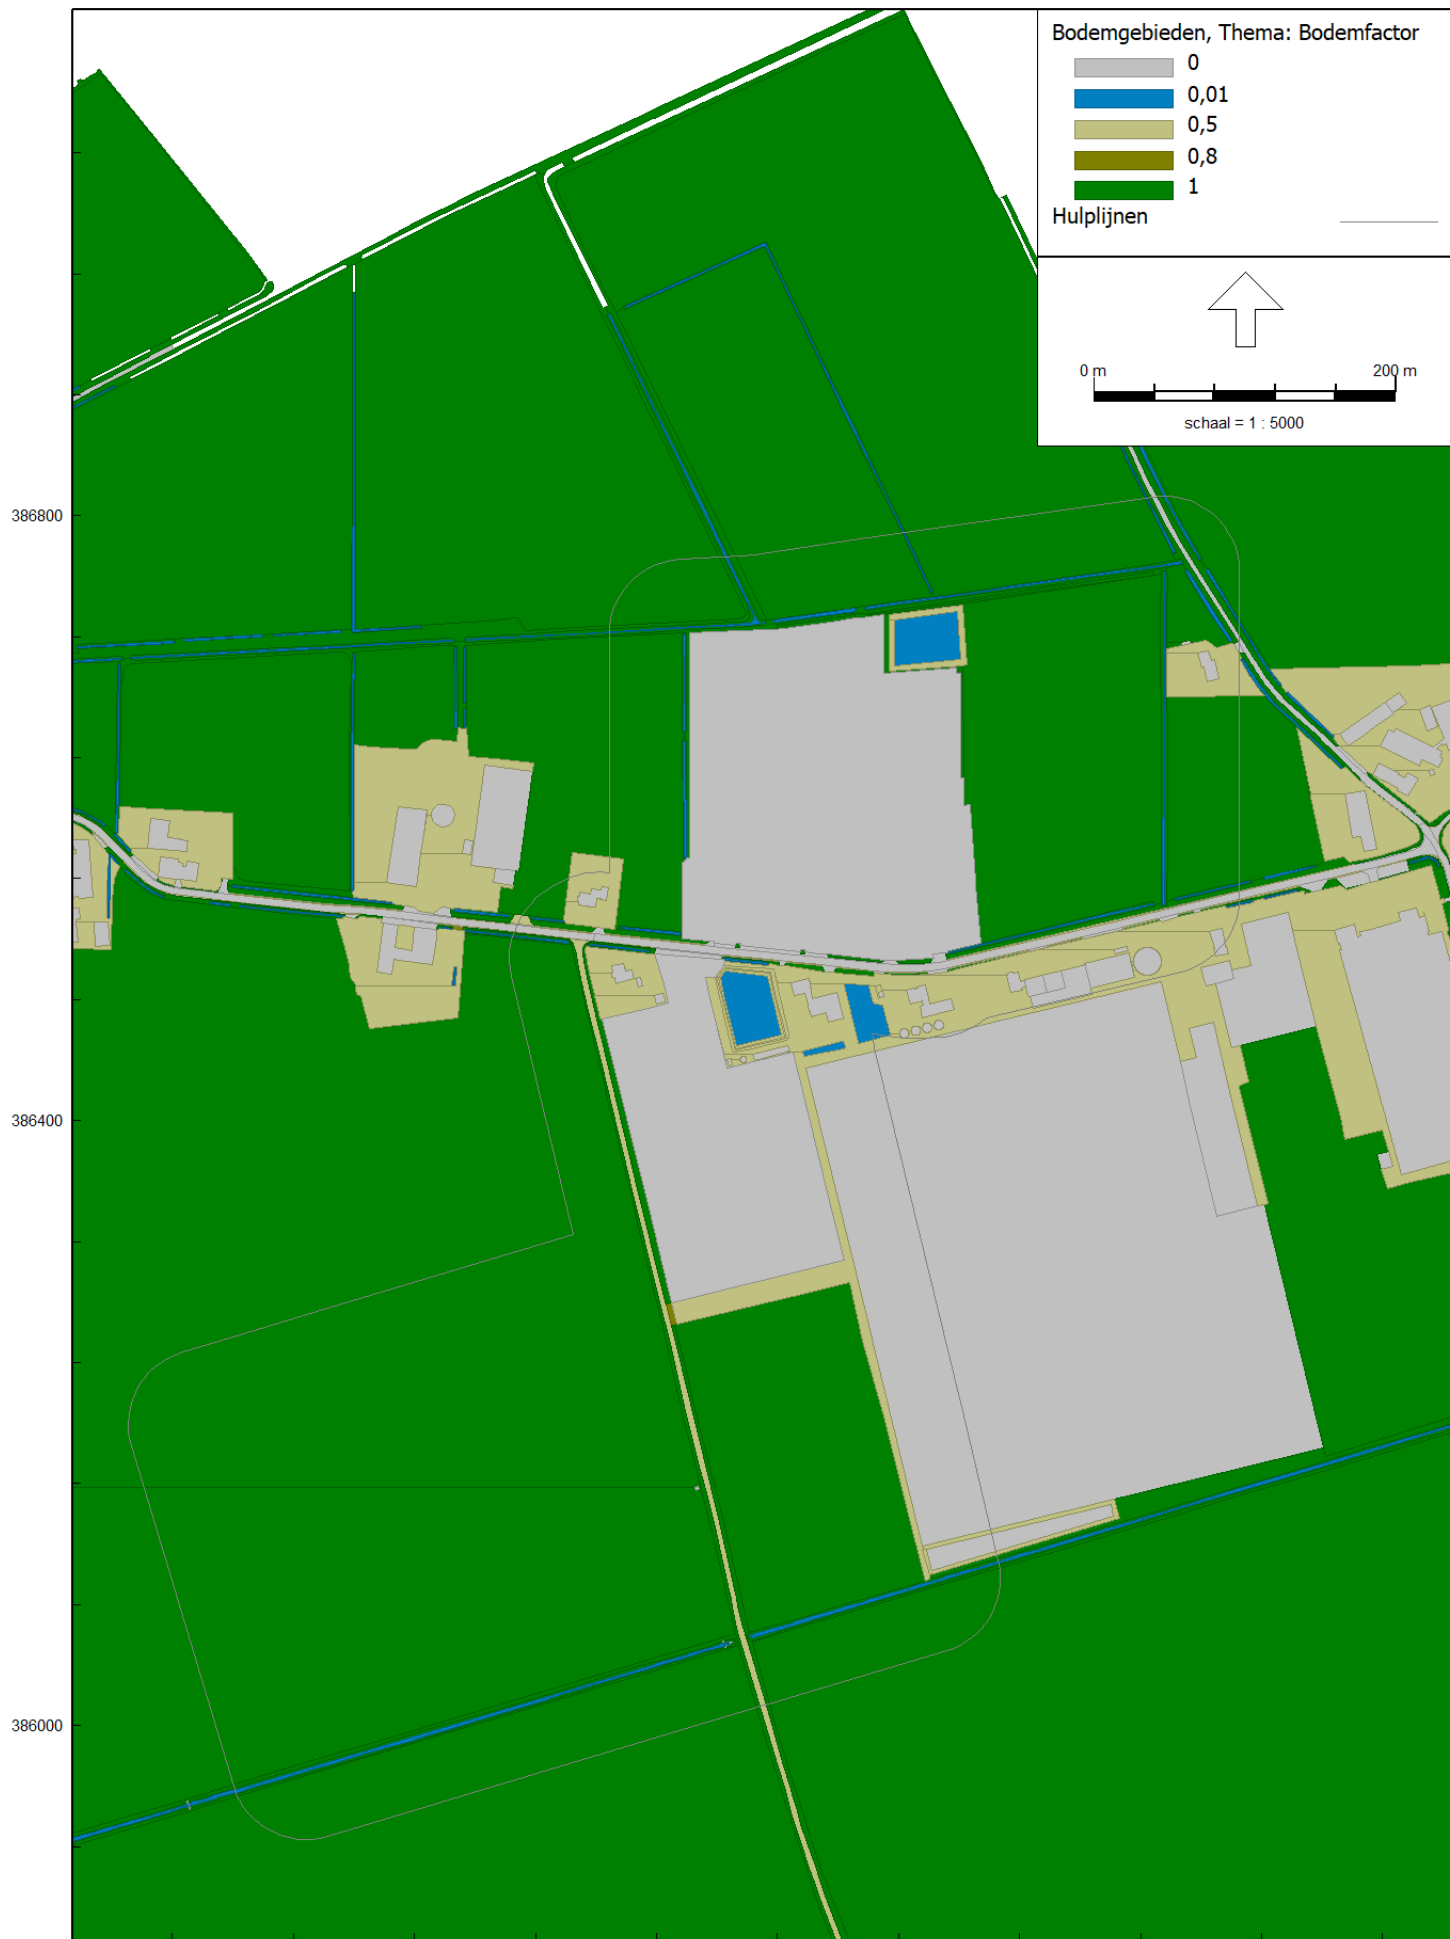 Bodemgebieden, Thema: Bodemfactor
0
0,01
0,5
0,8
1
Hulplijnen
0 m 200 m
schaal = 1 : 5000
386800
386400
386000